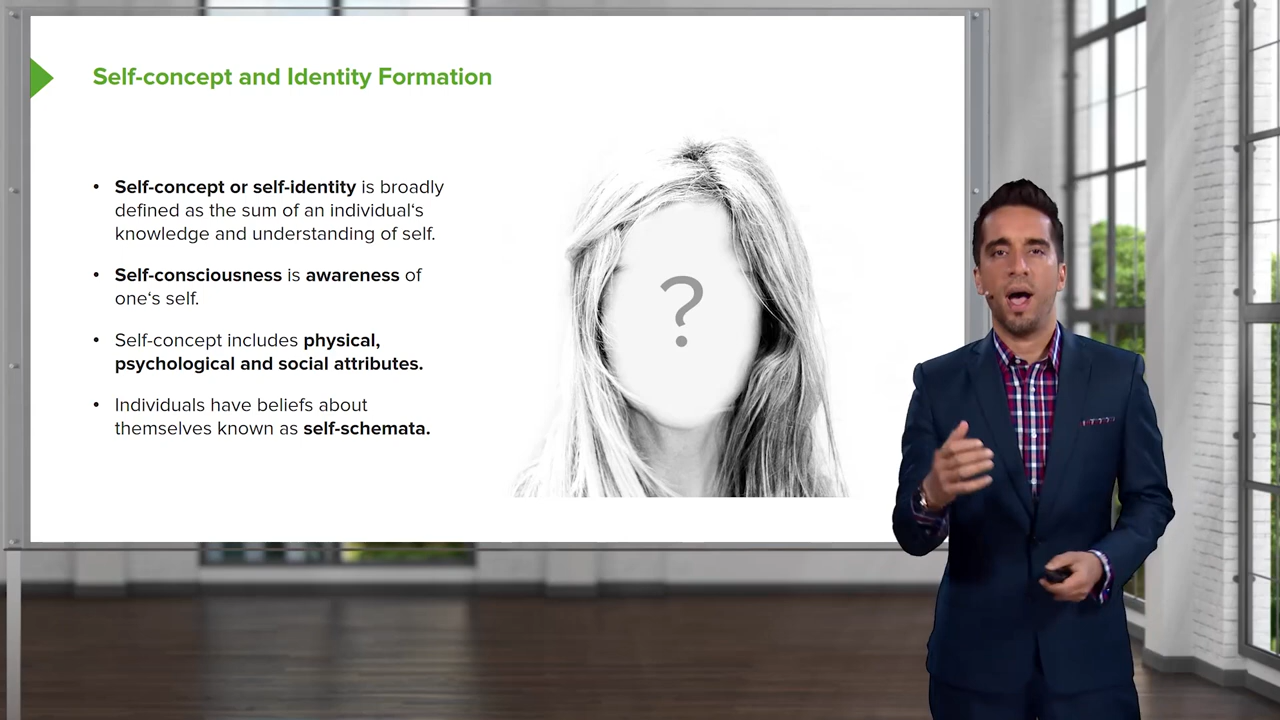 Self-concept and Identity Formation
• Self-concept or self-identity is broadly
defined as the sum of an individual‘s
knowledge and understanding of self.
• Self-consciousness is awareness of
one‘s self.
• Self-concept includes physical,
psychological and social attributes.
• Individuals have beliefs about
themselves known as self-schemata.
?